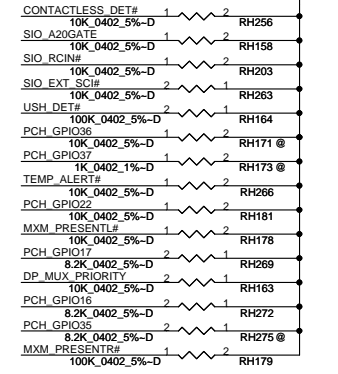 CONTACTLESS_DET# 1 2
10K_0402_5%~D RH256
SIO_A20GATE 1 2
10K_0402_5%~D RH158
SIO_RCIN# 1 2
10K_0402_5%~D RH203
SIO_EXT_SCI# 2 1
10K_0402_5%~D RH263
USH_DET# 2 1
100K_0402_5%~D RH164
PCH_GPIO36 1 2
10K_0402_5%~D RH171 @
PCH_GPIO37 1 2
1K_0402_1%~D RH173 @
TEMP_ALERT# 1 2
10K_0402_5%~D RH266
PCH_GPIO22 1 2
10K_0402_5%~D RH181
MXM_PRESENTL# 1 2
10K_0402_5%~D RH178
PCH_GPIO17 2 1
8.2K_0402_5%~D RH269
DP_MUX_PRIORITY 2 1
10K_0402_5%~D RH163
PCH_GPIO16 2 1
8.2K_0402_5%~D RH272
PCH_GPIO35 2 1
8.2K_0402_5%~D RH275 @
MXM_PRESENTR# 1 2
100K_0402_5%~D RH179